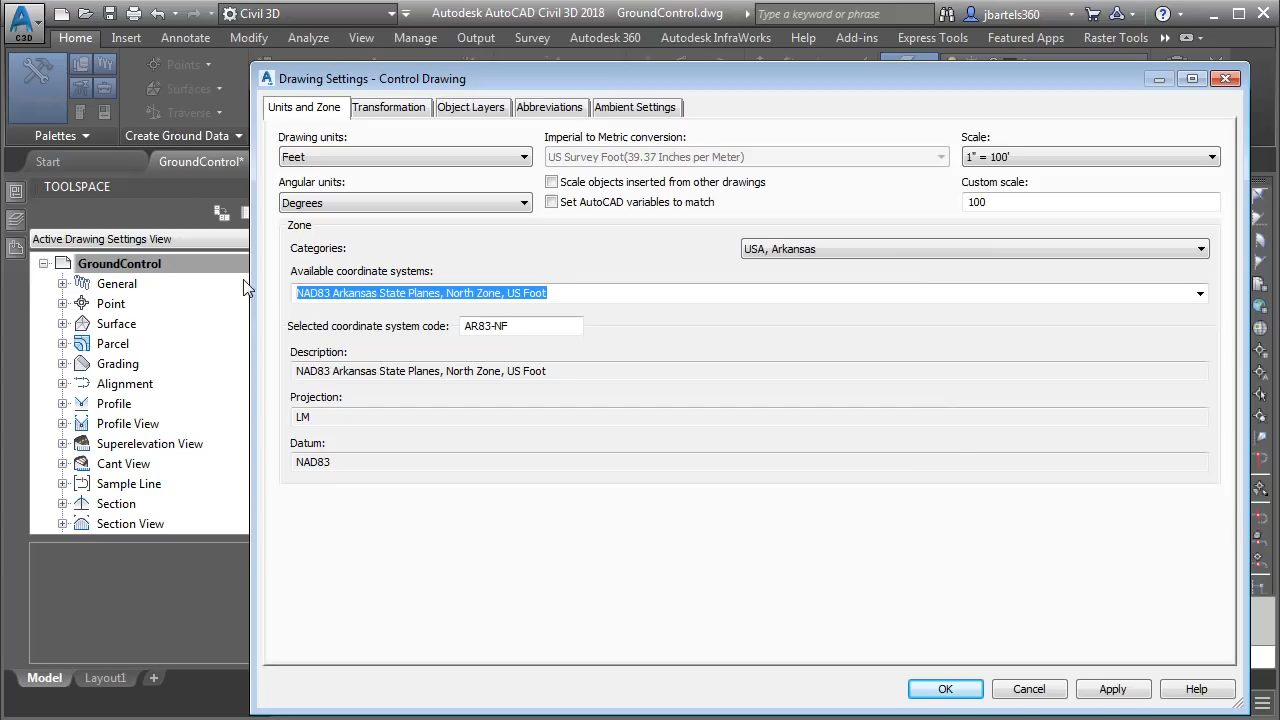 C3D
Civil 3D
Autodesk AutoCAD Civil 3D 2018 GroundControl.dwg
Type a keyword or phrase
jbartels360
Home Insert Annotate Modify Analyze View Manage Output Survey Autodesk 360 Autodesk InfraWorks Help Add-ins Express Tools Featured Apps Raster Tools
Points
Surfaces
Traverse
Palettes
Create Ground Data
Start
GroundControl*
TOOLSPACE
Active Drawing Settings View
GroundControl
General
Point
Surface
Parcel
Grading
Alignment
Profile
Profile View
Superelevation View
Cant View
Sample Line
Section
Section View
Model
Layout1
+
Drawing Settings - Control Drawing
Units and Zone Transformation Object Layers Abbreviations Ambient Settings
Drawing units:
Feet
Imperial to Metric conversion:
US Survey Foot(39.37 Inches per Meter)
Scale:
1" = 100'
Angular units:
Degrees
Scale objects inserted from other drawings
Set AutoCAD variables to match
Custom scale:
100
Zone
Categories:
USA, Arkansas
Available coordinate systems:
NAD83 Arkansas State Planes, North Zone, US Foot
Selected coordinate system code:
AR83-NF
Description:
NAD83 Arkansas State Planes, North Zone, US Foot
Projection:
LM
Datum:
NAD83
OK Cancel Apply Help